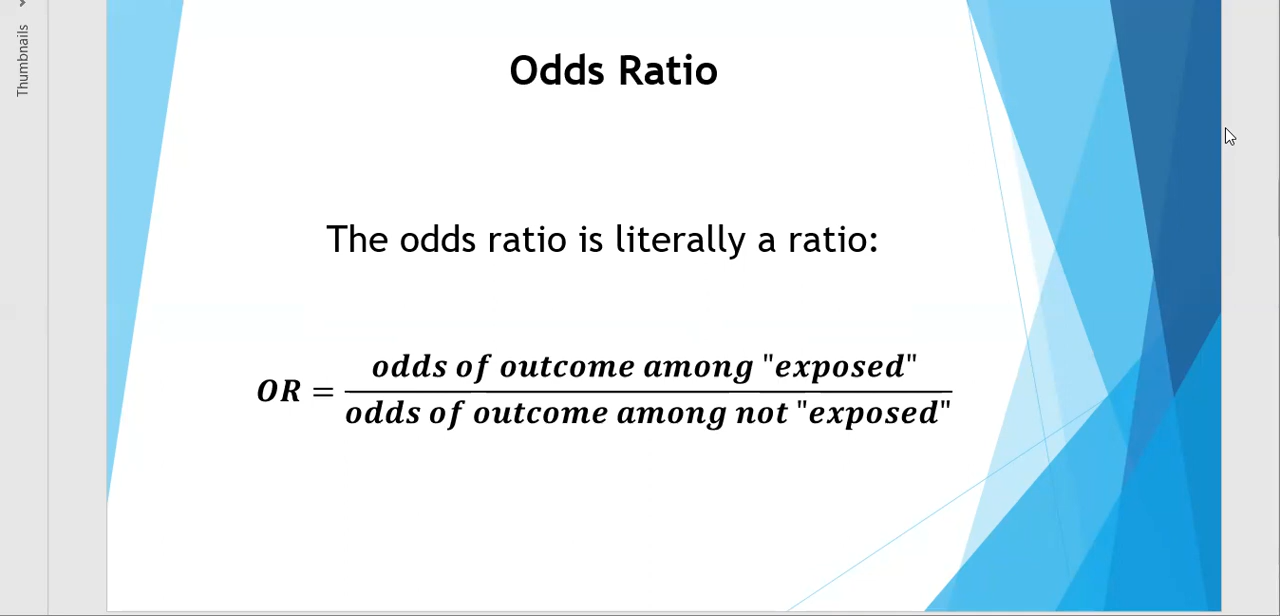 Thumbnails
Odds Ratio
The odds ratio is literally a ratio:
OR = odds of outcome among "exposed"
odds of outcome among not "exposed"